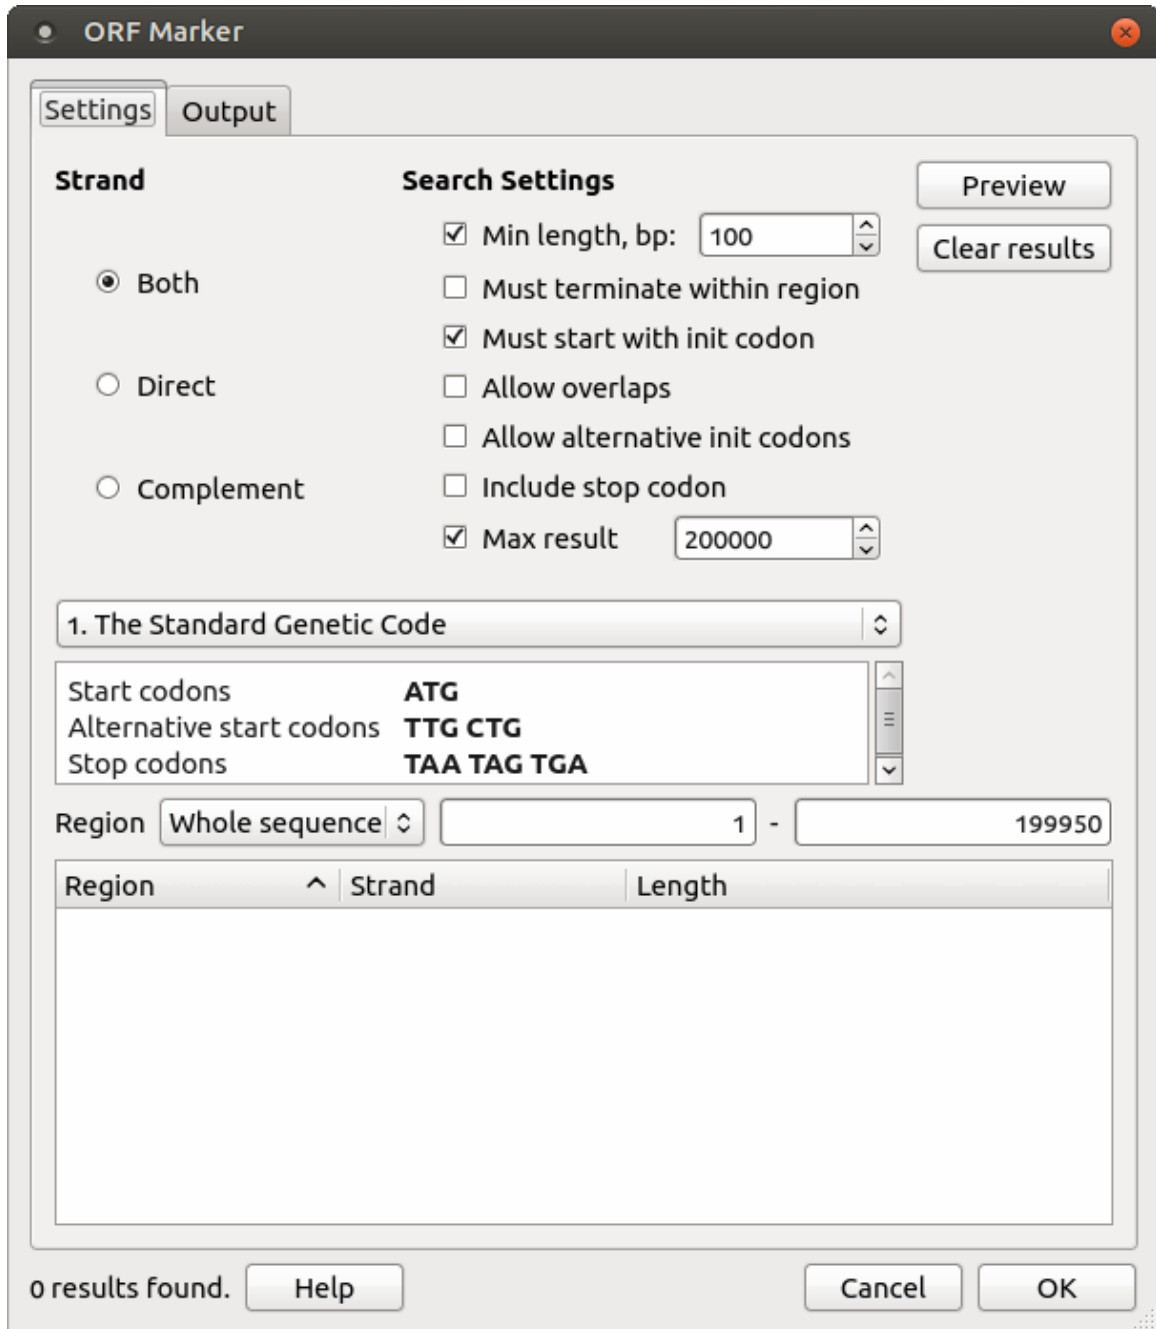 ORF Marker
Settings
Output
Strand
Search Settings
Preview
Min length, bp: 100
Clear results
Both
Must terminate within region
Must start with init codon
Direct
Allow overlaps
Allow alternative init codons
Complement
Include stop codon
Max result 200000
1. The Standard Genetic Code
Start codons ATG
Alternative start codons TTG CTG
Stop codons TAA TAG TGA
Region Whole sequence 1 - 199950
Region Strand Length
0 results found. Help Cancel OK